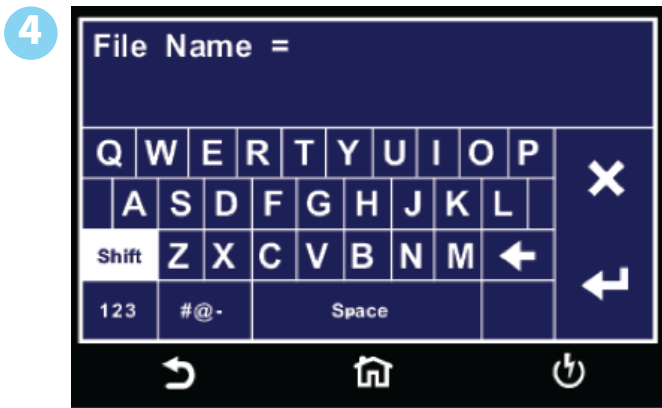 4
File Name =
Q W E R T Y U I O P
A S D F G H J K L
Shift Z X C V B N M
123 #@- Space